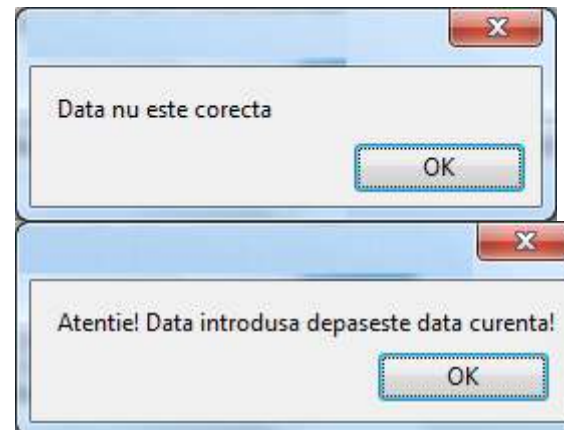 Data nu este corecta
OK
Atentie! Data introdusa depaseste data curenta!
OK